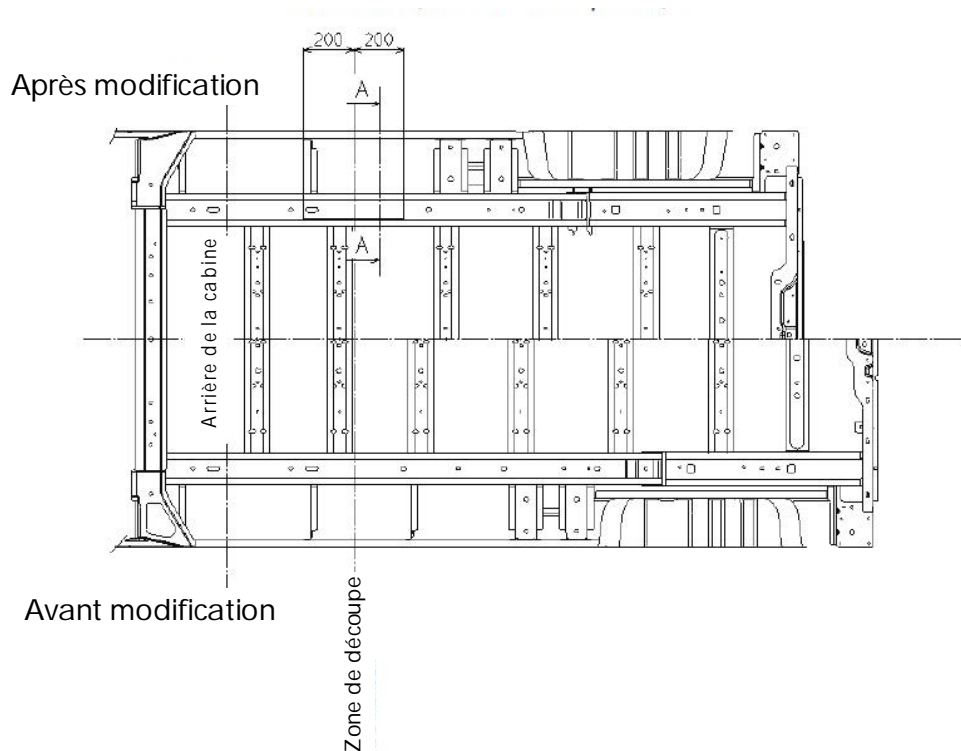 200 200
Après modification
A
Arrière de la cabine
A
Avant modification
Zone de découpe